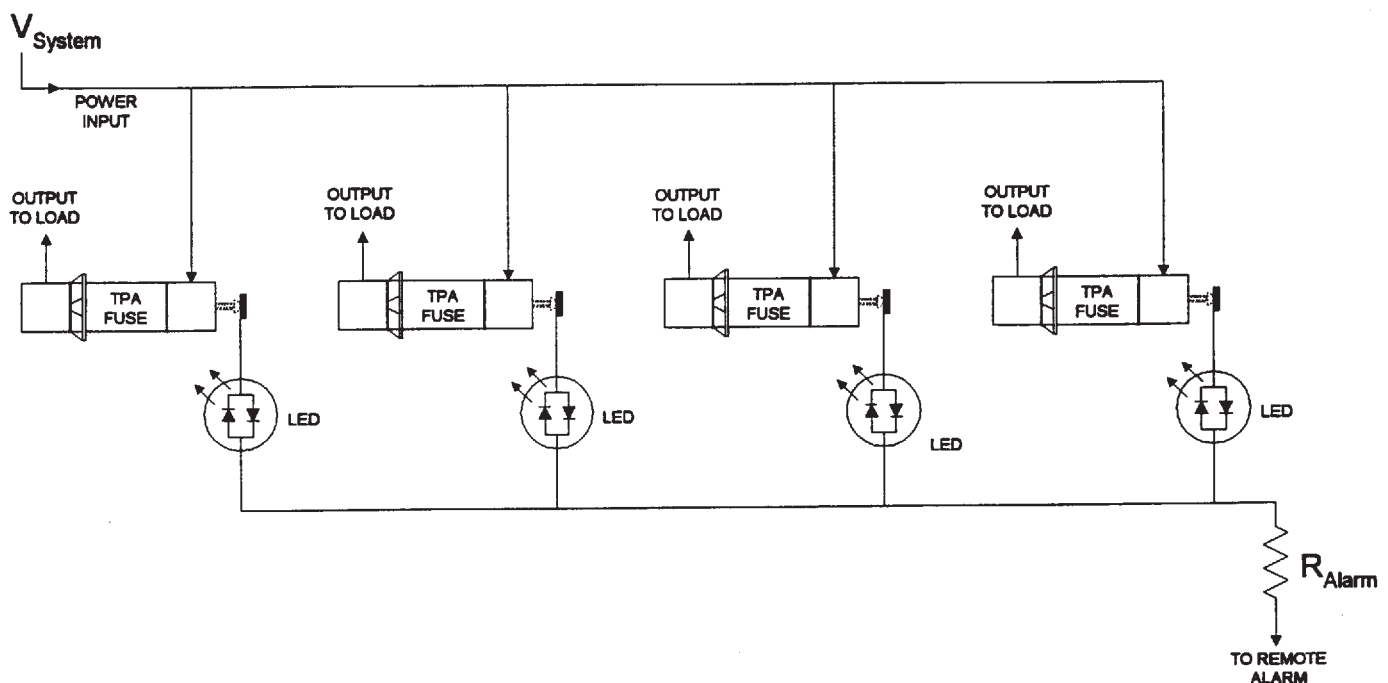 V System
POWER
INPUT
OUTPUT
TO LOAD
OUTPUT
TO LOAD
OUTPUT
TO LOAD
OUTPUT
TO LOAD
TPA
FUSE
TPA
FUSE
TPA
FUSE
TPA
FUSE
LED
LED
LED
LED
R Alarm
TO REMOTE
ALARM